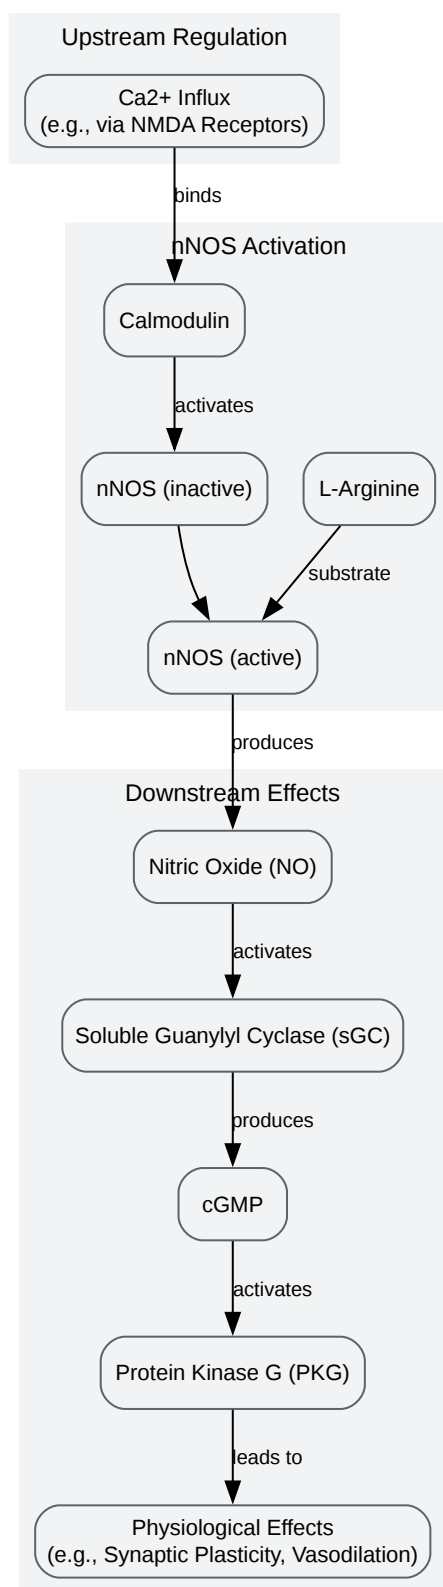 Upstream Regulation
Ca2+ Influx
(e.g., via NMDA Receptors)
binds
nNOS Activation
Calmodulin
activates
nNOS (inactive)
L-Arginine
substrate
nNOS (active)
produces
Downstream Effects
Nitric Oxide (NO)
activates
Soluble Guanylyl Cyclase (sGC)
produces
cGMP
activates
Protein Kinase G (PKG)
leads to
Physiological Effects
(e.g., Synaptic Plasticity, Vasodilation)